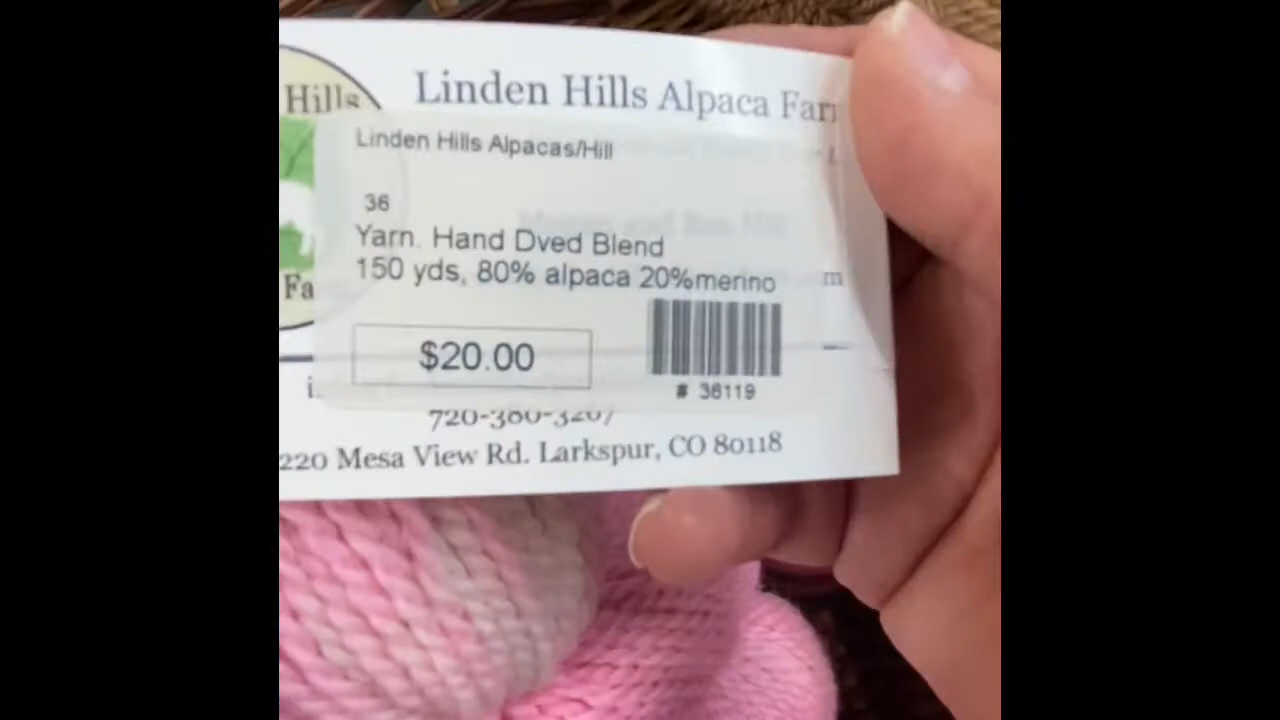 Hills
Linden Hills Alpaca Far
Linden Hills Alpacas/Hill
36
Yarn. Hand Dyed Blend
150 yds, 80% alpaca 20%merino
Fa
m
$20.00
# 36119
220 Mesa View Rd. Larkspur, CO 80118